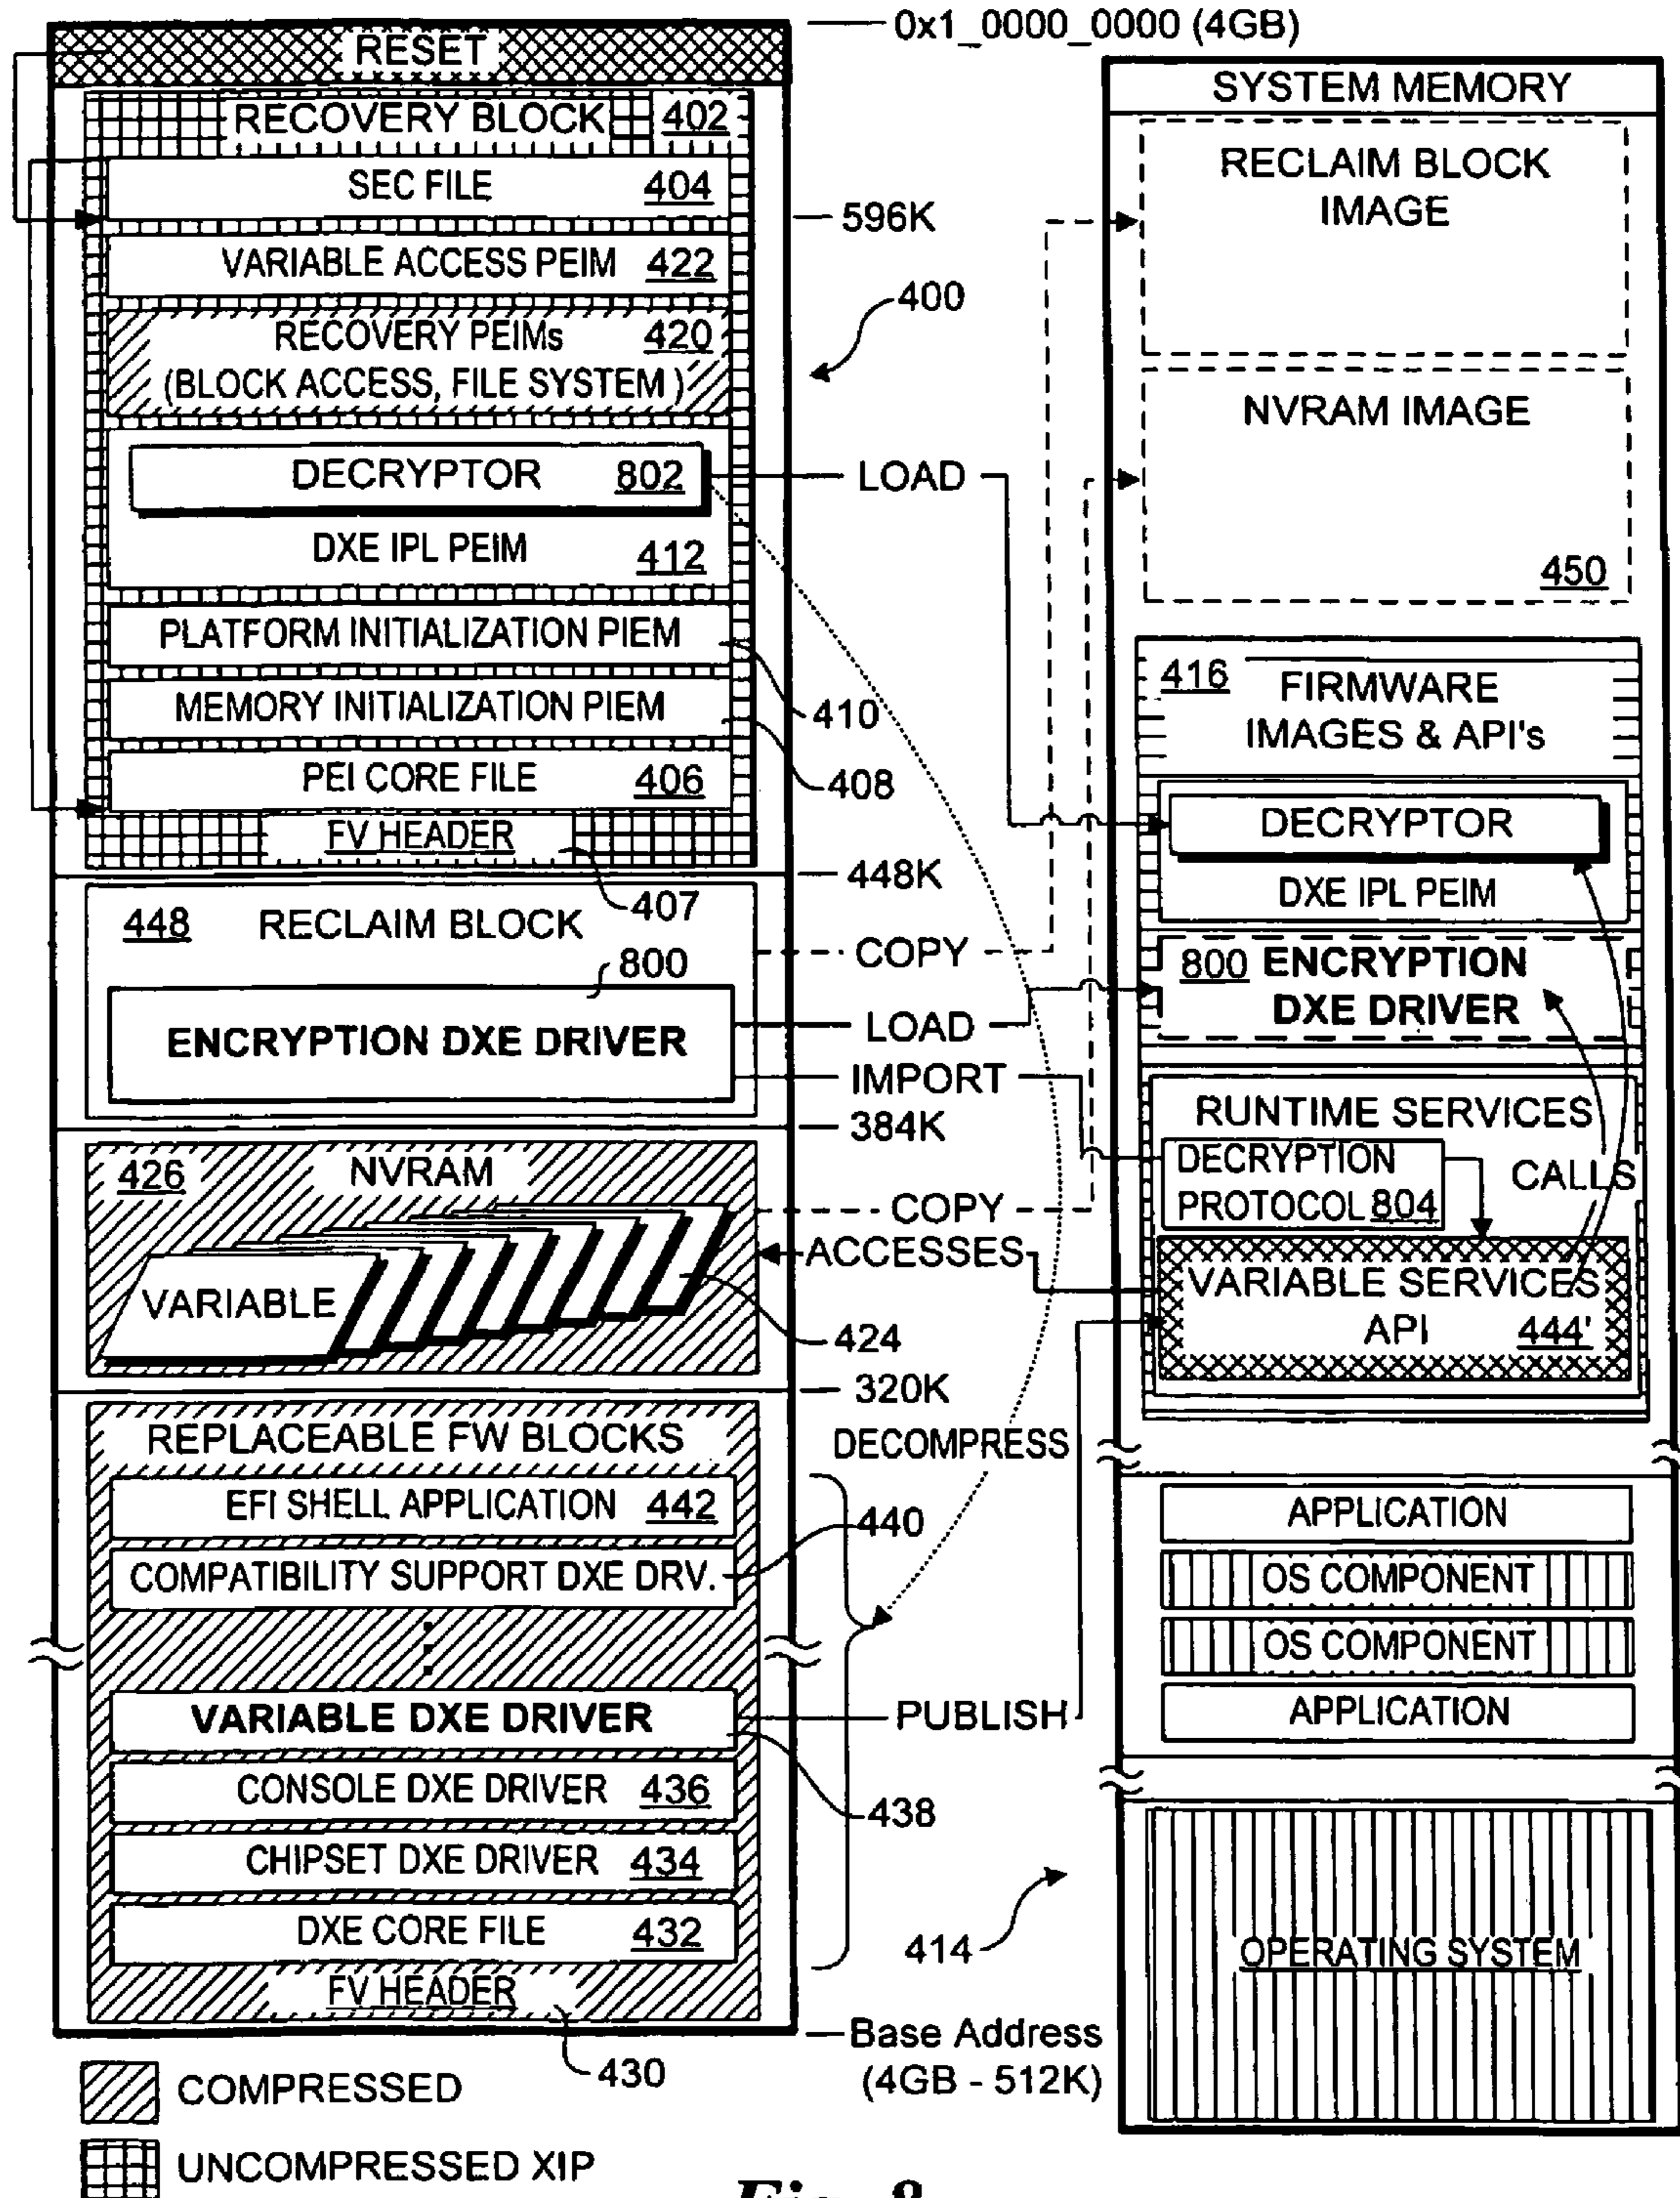 0x1_0000_0000 (4GB)
RESET
RECOVERY BLOCK 402
SEC FILE 404
596K
VARIABLE ACCESS PEIM 422
400
RECOVERY PEIMs 420
(BLOCK ACCESS, FILE SYSTEM )
DECRYPTOR 802
LOAD
DXE IPL PEIM 412
PLATFORM INITIALIZATION PIEM
410
MEMORY INITIALIZATION PIEM
408
PEI CORE FILE 406
FV HEADER
407
448K
448 RECLAIM BLOCK
COPY
800
ENCRYPTION DXE DRIVER
LOAD
IMPORT
384K
426 NVRAM
COPY
ACCESSES
VARIABLE
424
320K
REPLACEABLE FW BLOCKS
DECOMPRESS
EFI SHELL APPLICATION 442
440
COMPATIBILITY SUPPORT DXE DRV.
VARIABLE DXE DRIVER
PUBLISH
CONSOLE DXE DRIVER 436
438
CHIPSET DXE DRIVER 434
DXE CORE FILE 432
414
FV HEADER
430
Base Address
(4GB - 512K)
COMPRESSED
UNCOMPRESSED XIP
SYSTEM MEMORY
RECLAIM BLOCK
IMAGE
NVRAM IMAGE
450
416 FIRMWARE
IMAGES & API's
DECRYPTOR
DXE IPL PEIM
800 ENCRYPTION
DXE DRIVER
RUNTIME SERVICES
DECRYPTION
PROTOCOL 804
CALLS
VARIABLE SERVICES
API 444'
APPLICATION
OS COMPONENT
OS COMPONENT
APPLICATION
OPERATING SYSTEM